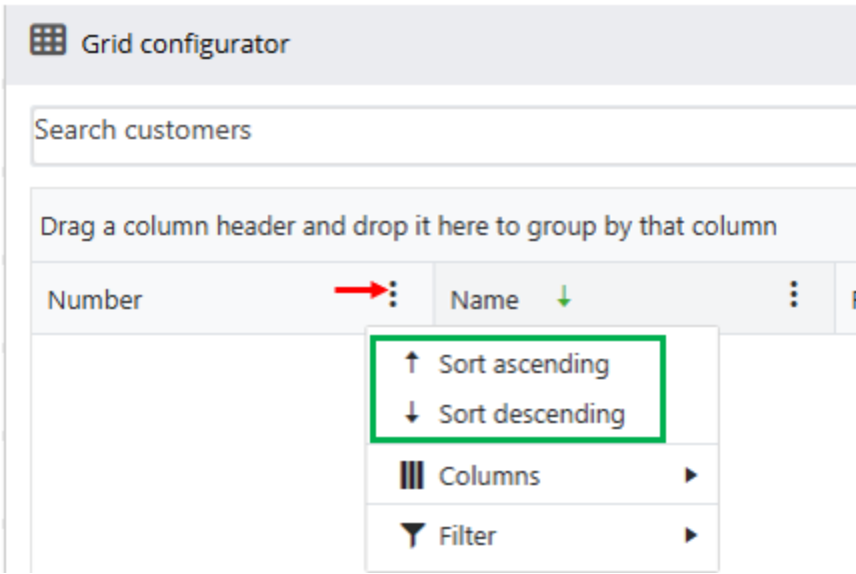 Grid configurator
Search customers
Drag a column header and drop it here to group by that column
Number Name
Sort ascending
Sort descending
Columns
Filter